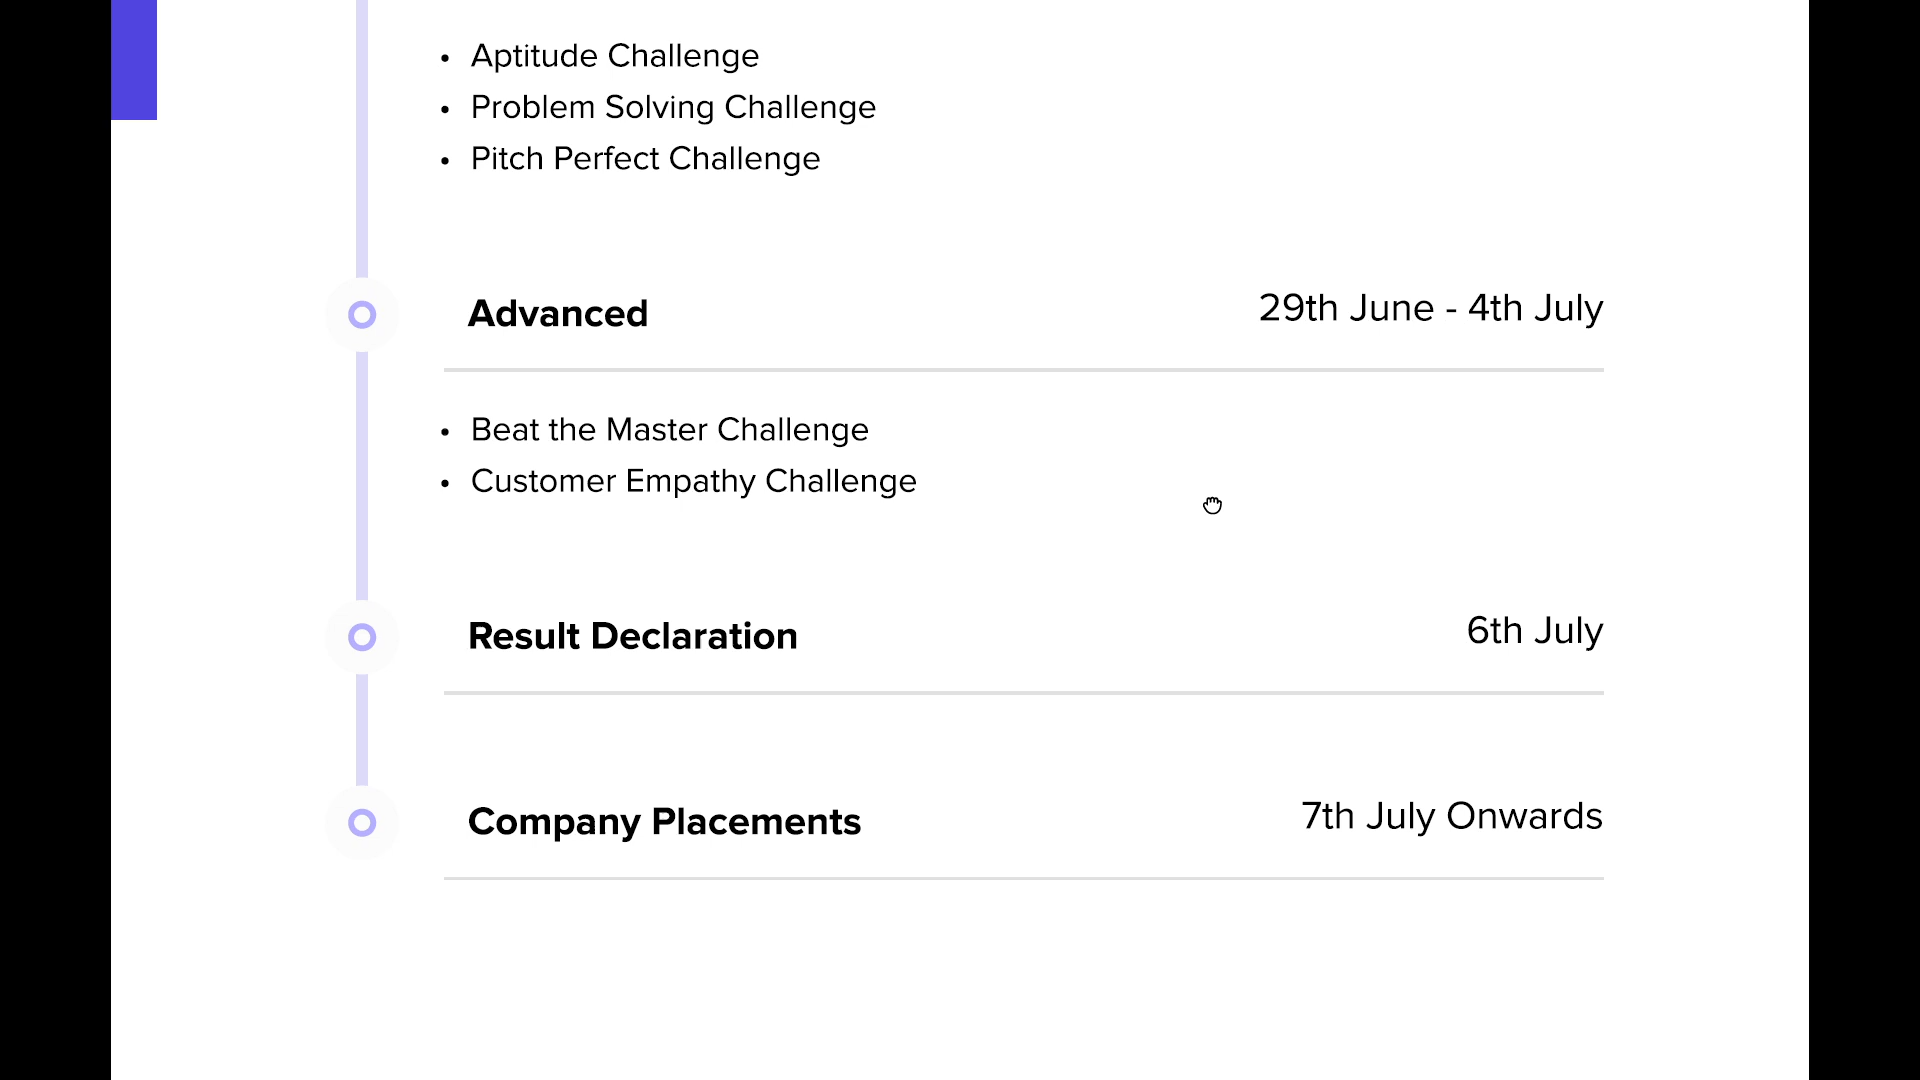 • Aptitude Challenge
• Problem Solving Challenge
• Pitch Perfect Challenge
Advanced 29th June - 4th July
• Beat the Master Challenge
• Customer Empathy Challenge
Result Declaration 6th July
Company Placements 7th July Onwards